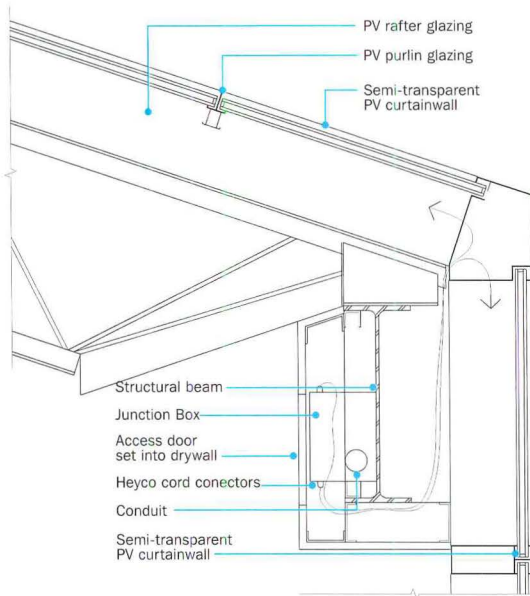 PV rafter glazing
PV purlin glazing
Semi-transparent
PV curtainwall
Structural beam
Junction Box
Access door
set into drywall
Heyco cord conectors
Conduit
Semi-transparent
PV curtainwall